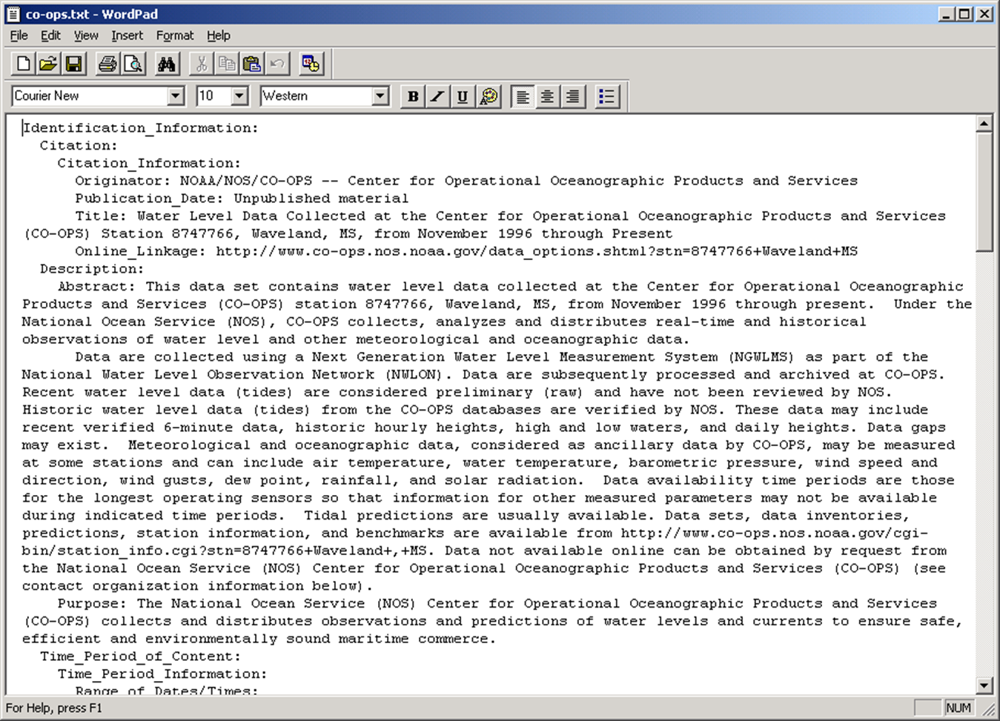 co-ops.txt - WordPad
File Edit View Insert Format Help
Courier New 10 Western B I U
Identification_Information:
Citation:
Citation_Information:
Originator: NOAA/NOS/CO-OPS -- Center for Operational Oceanographic Products and Services
Publication_Date: Unpublished material
Title: Water Level Data Collected at the Center for Operational Oceanographic Products and Services
(CO-OPS) Station 8747766, Waveland, MS, from November 1996 through Present
Online_Linkage: http://www.co-ops.nos.noaa.gov/data_options.shtml?stn=8747766+Waveland+MS
Description:
Abstract: This data set contains water level data collected at the Center for Operational Oceanographic
Products and Services (CO-OPS) station 8747766, Waveland, MS, from November 1996 through present.  Under the
National Ocean Service (NOS), CO-OPS collects, analyzes and distributes real-time and historical
observations of water level and other meteorological and oceanographic data.
Data are collected using a Next Generation Water Level Measurement System (NGWLMS) as part of the
National Water Level Observation Network (NWLON). Data are subsequently processed and archived at CO-OPS.
Recent water level data (tides) are considered preliminary (raw) and have not been reviewed by NOS.
Historic water level data (tides) from the CO-OPS databases are verified by NOS. These data may include
recent verified 6-minute data, historic hourly heights, high and low waters, and daily heights. Data gaps
may exist.  Meteorological and oceanographic data, considered as ancillary data by CO-OPS, may be measured
at some stations and can include air temperature, water temperature, barometric pressure, wind speed and
direction, wind gusts, dew point, rainfall, and solar radiation.  Data availability time periods are those
for the longest operating sensors so that information for other measured parameters may not be available
during indicated time periods.  Tidal predictions are usually available. Data sets, data inventories,
predictions, station information, and benchmarks are available from http://www.co-ops.nos.noaa.gov/cgi-
bin/station_info.cgi?stn=8747766+Waveland+,+MS. Data not available online can be obtained by request from
the National Ocean Service (NOS) Center for Operational Oceanographic Products and Services (CO-OPS) (see
contact organization information below).
Purpose: The National Ocean Service (NOS) Center for Operational Oceanographic Products and Services
(CO-OPS) collects and distributes observations and predictions of water levels and currents to ensure safe,
efficient and environmentally sound maritime commerce.
Time_Period_of_Content:
Time_Period_Information:
Range_of_Dates/Times:
For Help, press F1 NUM